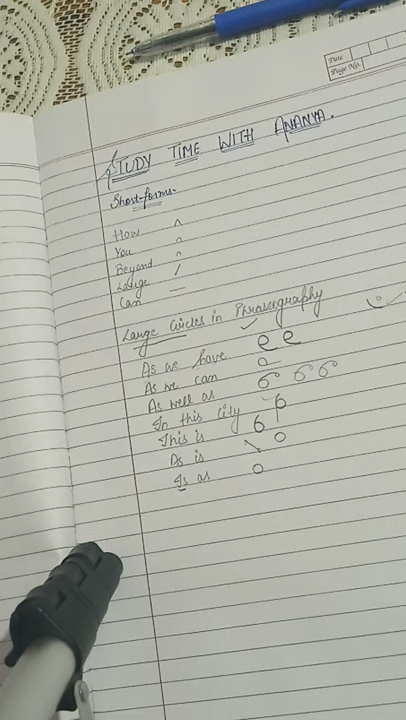 Date
Page No.
STUDY TIME WITH ANANYA.
Short-forms-
How
You
Beyond
Large
Can
Large Circles in Phraseography
As we have
As we can
As well as
In this city
This is
As is
Is as